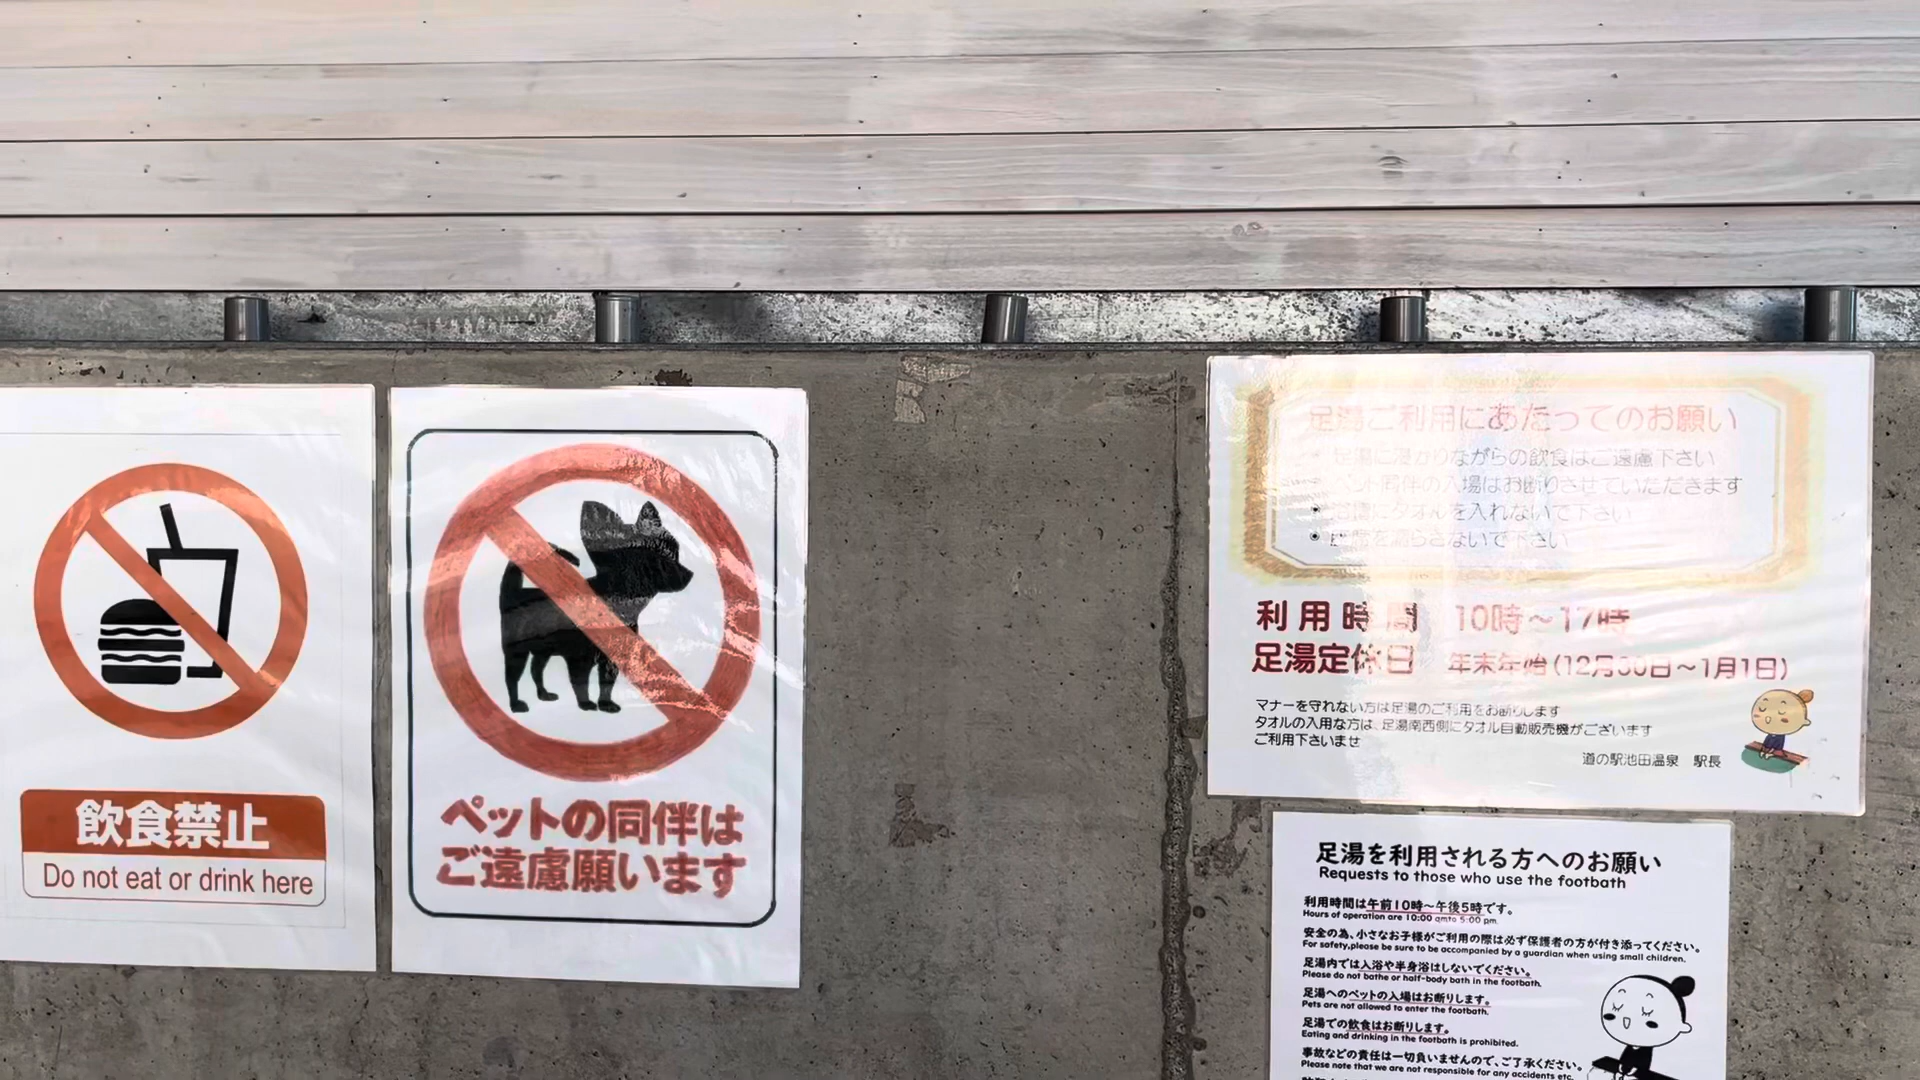 飲食禁止
Do not eat or drink here
ペットの同伴は
ご遠慮願います
足湯ご利用にあたってのお願い
足湯に浸かりながらの飲食はご遠慮下さい
ペット同伴の入場はお断りさせていただきます
にタオルを入れないで下さい
を濡らさないで下さい
利用時間 10時～17時
足湯定休日 年末年始(12月30日～1月1日)
マナーを守れない方は足湯のご利用をお断りします
タオルの入用な方は、足湯南西側にタオル自動販売機がございます
ご利用下さいませ
道の駅池田温泉 駅長
足湯を利用される方へのお願い
Requests to those who use the footbath
利用時間は午前10時～午後5時です。
Hours of operation are 10:00 amto 5:00 pm.
安全の為、小さなお子様がご利用の際は必ず保護者の方が付き添ってください。
For safety,please be sure to be accompanied by a guardian when using small children.
足湯内では入浴や半身浴はしないでください。
Please do not bathe or half-body bath in the footbath.
足湯へのペットの入場はお断りします。
Pets are not allowed to enter the footbath.
足湯での飲食はお断りします。
Eating and drinking in the footbath is prohibited.
事故などの責任は一切負いませんので、ご了承ください。
Please note that we are not responsible for any accidents etc.